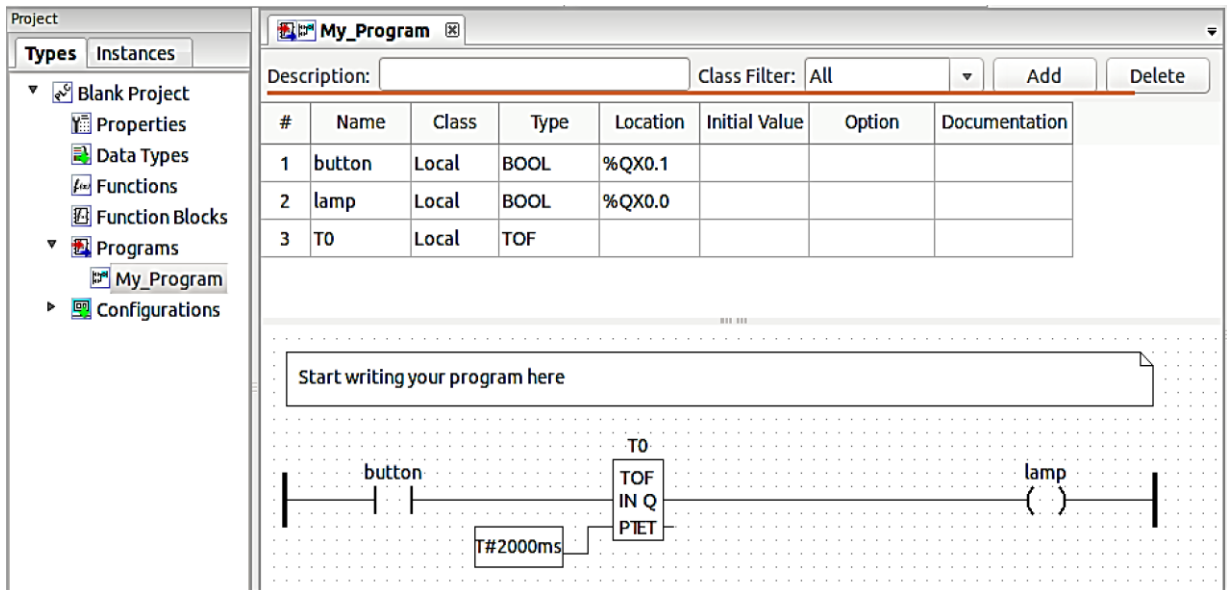 Project
Types Instances
Blank Project
Properties
Data Types
Functions
Function Blocks
Programs
My_Program
Configurations
My_Program
Description: Class Filter: All Add Delete
# Name Class Type Location Initial Value Option Documentation
1 button Local BOOL %QX0.1
2 lamp Local BOOL %QX0.0
3 T0 Local TOF
Start writing your program here
T0
button TOF lamp
IN Q
PT ET
T#2000ms